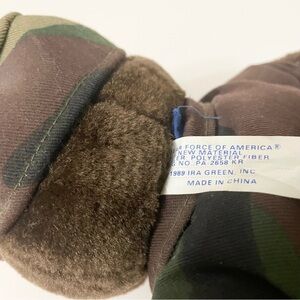 FORCE OF AMERICA®
NEW MATERIAL
POLYESTER FIBER
NO. PA-2658 KR
1989 IRA GREEN, INC
MADE IN CHINA